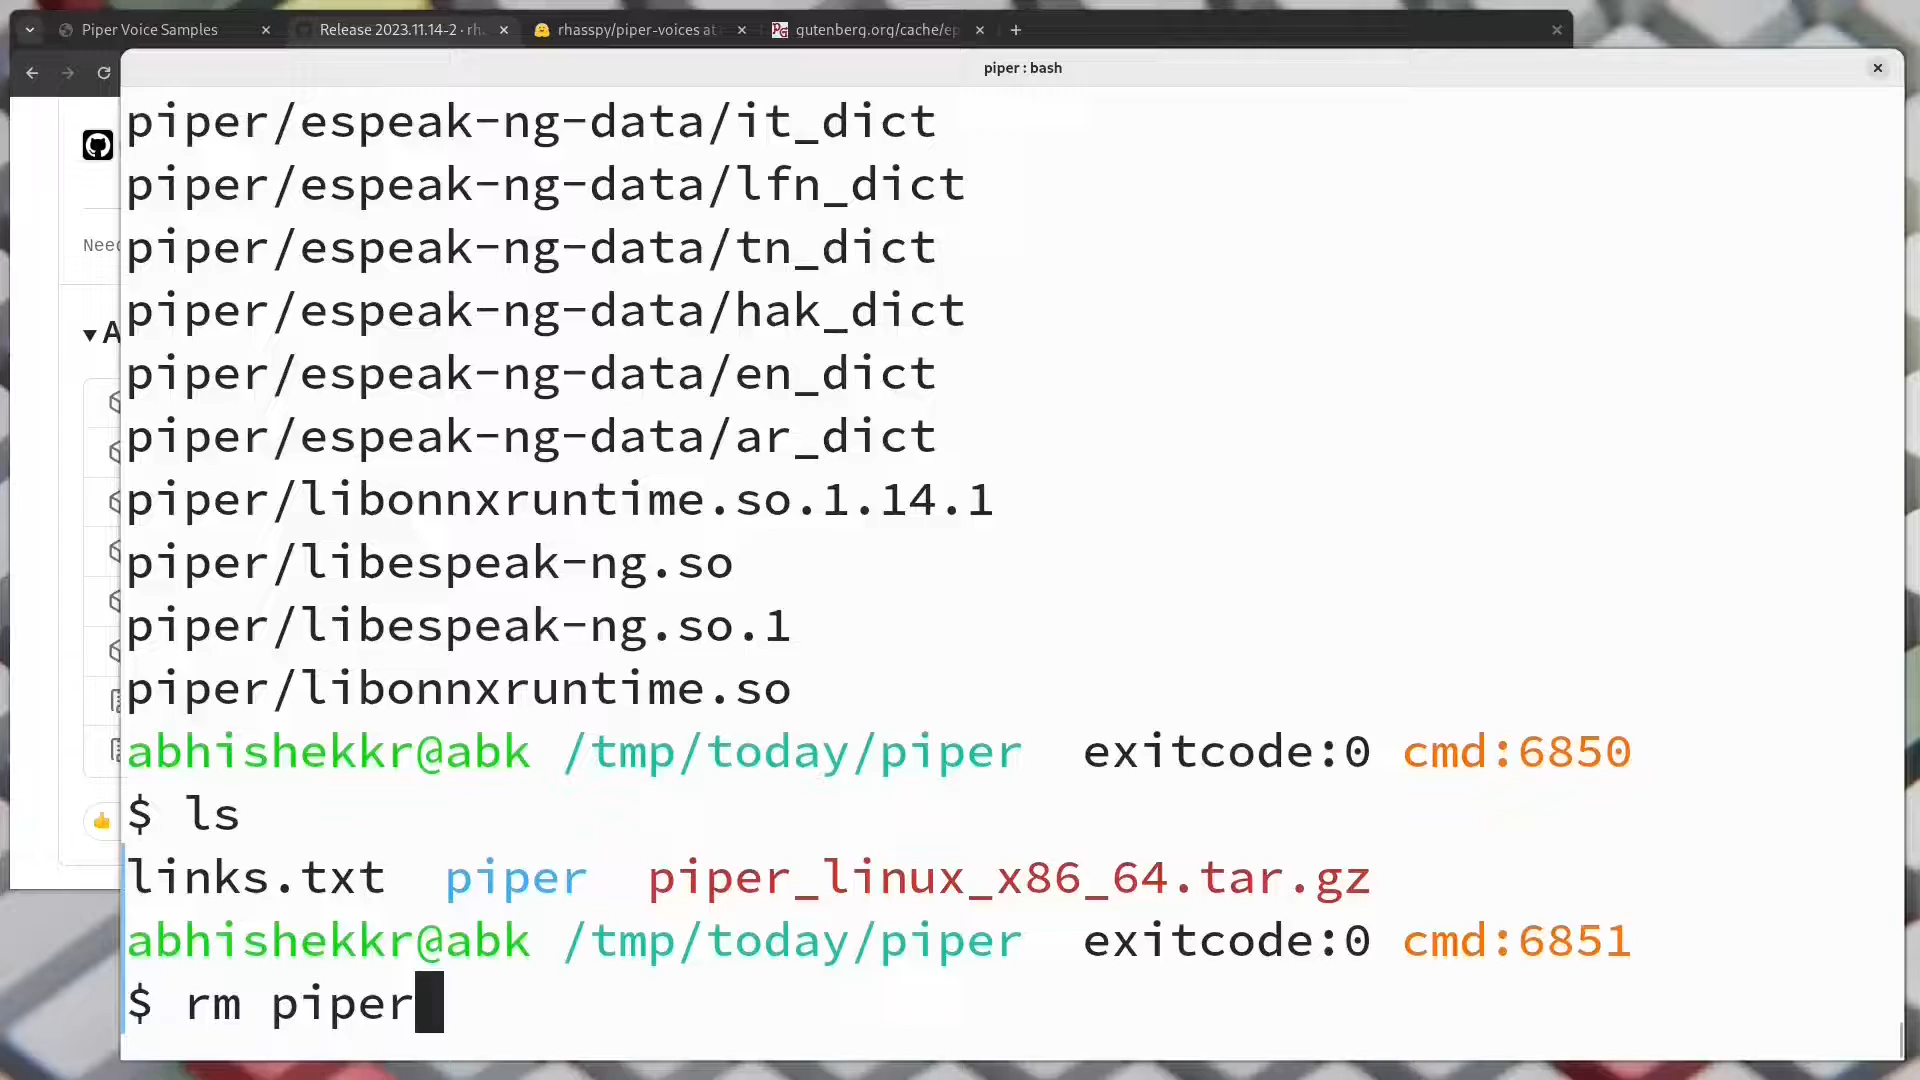 Piper Voice Samples
Release 2023.11.14-2 · rh
rhasspy/piper-voices at
gutenberg.org/cache/ep
piper : bash
piper/espeak-ng-data/it_dict
piper/espeak-ng-data/lfn_dict
piper/espeak-ng-data/tn_dict
Need
piper/espeak-ng-data/hak_dict
A
piper/espeak-ng-data/en_dict
piper/espeak-ng-data/ar_dict
piper/libonnxruntime.so.1.14.1
piper/libespeak-ng.so
piper/libespeak-ng.so.1
piper/libonnxruntime.so
abhishekkr@abk /tmp/today/piper  exitcode:0 cmd:6850
$ ls
links.txt  piper  piper_linux_x86_64.tar.gz
abhishekkr@abk /tmp/today/piper  exitcode:0 cmd:6851
$ rm piper